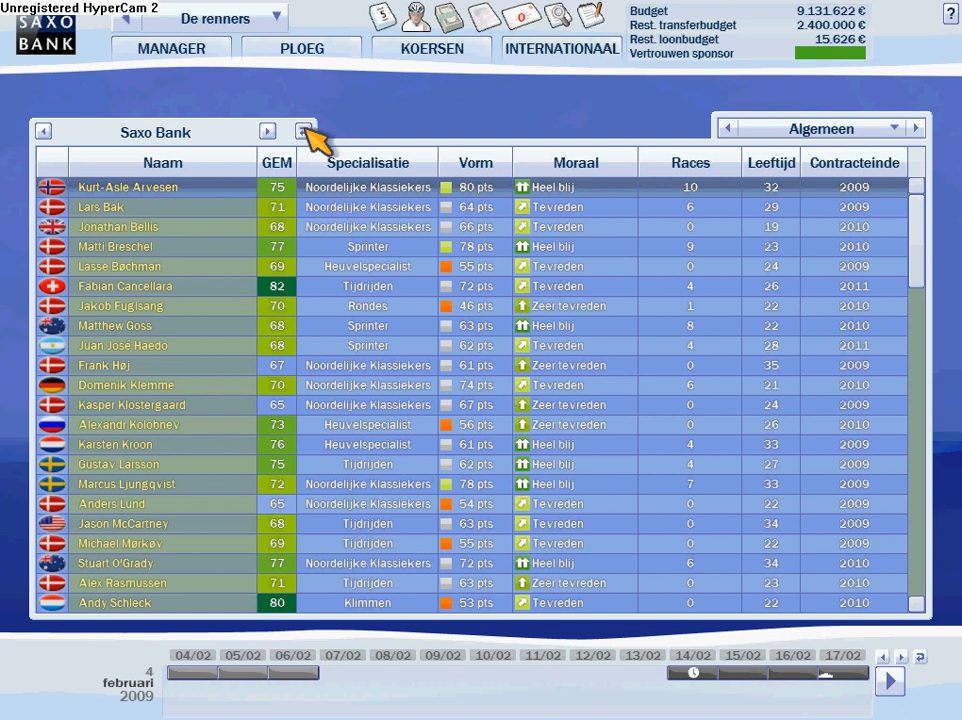 Unregistered HyperCam 2
SAXO
BANK
De renners
5
0
MANAGER PLOEG KOERSEN INTERNATIONAAL
Budget 9.131.622 €
Rest. transferbudget 2.400.000 €
Rest. loonbudget 15.626 €
Vertrouwen sponsor
?
Saxo Bank
Algemeen
Naam GEM Specialisatie Vorm Moraal Races Leeftijd Contracteinde
Kurt-Asle Arvesen 75 Noordelijke Klassiekers 80 pts Heel blij 10 32 2009
Lars Bak 71 Noordelijke Klassiekers 64 pts Tevreden 6 29 2009
Jonathan Bellis 68 Noordelijke Klassiekers 66 pts Tevreden 0 19 2010
Matti Breschel 77 Sprinter 78 pts Heel blij 9 23 2010
Lasse Bøchman 69 Heuvelspecialist 55 pts Tevreden 0 24 2009
Fabian Cancellara 82 Tijdrijden 72 pts Tevreden 4 26 2011
Jakob Fuglsang 70 Rondes 46 pts Zeer tevreden 1 22 2010
Matthew Goss 68 Sprinter 63 pts Heel blij 8 22 2010
Juan José Haedo 68 Sprinter 62 pts Tevreden 4 28 2011
Frank Høj 67 Noordelijke Klassiekers 61 pts Zeer tevreden 0 35 2009
Domenik Klemme 70 Noordelijke Klassiekers 74 pts Tevreden 6 21 2010
Kasper Klostergaard 65 Noordelijke Klassiekers 67 pts Zeer tevreden 0 24 2009
Alexandr Kolobnev 73 Heuvelspecialist 56 pts Zeer tevreden 0 26 2009
Karsten Kroon 76 Heuvelspecialist 61 pts Heel blij 4 33 2009
Gustav Larsson 75 Tijdrijden 62 pts Heel blij 4 27 2009
Marcus Ljungqvist 72 Noordelijke Klassiekers 78 pts Heel blij 7 33 2009
Anders Lund 65 Noordelijke Klassiekers 54 pts Tevreden 0 22 2009
Jason McCartney 68 Tijdrijden 63 pts Tevreden 0 34 2009
Michael Mørkøv 69 Tijdrijden 55 pts Tevreden 0 22 2009
Stuart O'Grady 77 Noordelijke Klassiekers 72 pts Heel blij 6 34 2010
Alex Rasmussen 71 Tijdrijden 63 pts Zeer tevreden 0 23 2010
Andy Schleck 80 Klimmen 53 pts Tevreden 0 22 2010
04/02 05/02 06/02 07/02 08/02 09/02 10/02 11/02 12/02 13/02 14/02 15/02 16/02 17/02
4
februari
2009